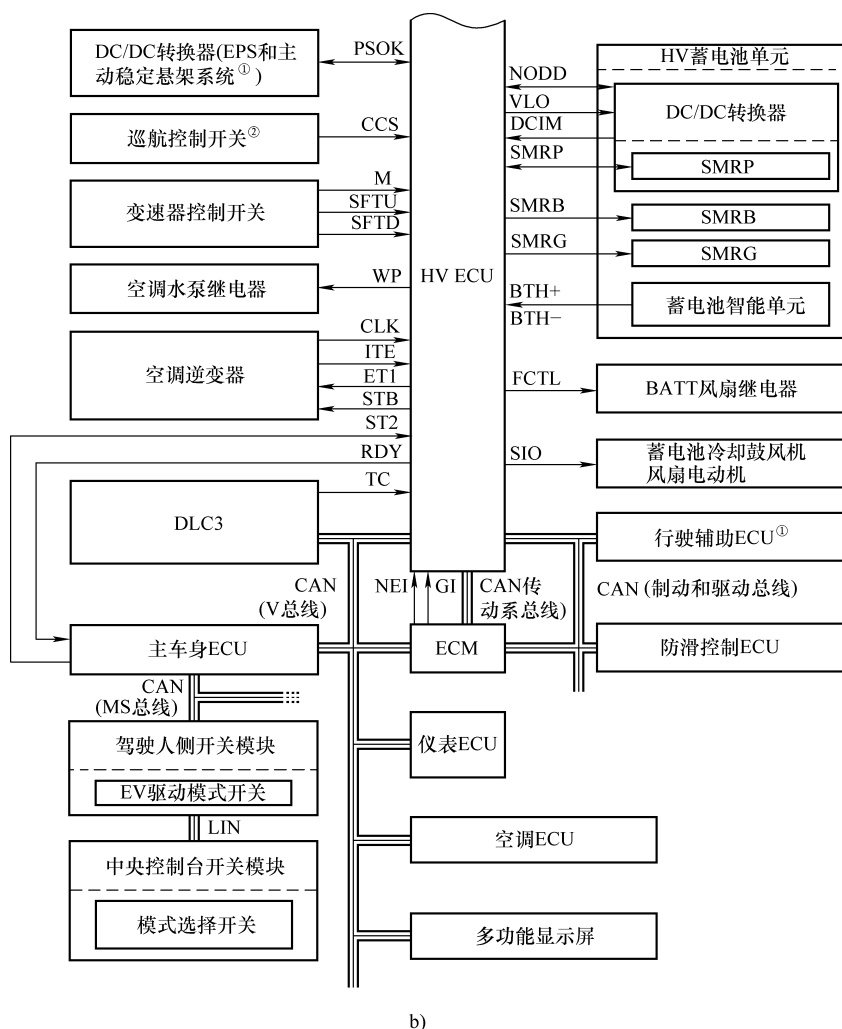 DC/DC转换器(EPS和主
动稳定悬架系统①)
PSOK
巡航控制开关②
CCS
变速器控制开关
M
SFTU
SFTD
空调水泵继电器
WP
空调逆变器
CLK
ITE
ET1
STB
ST2
RDY
DLC3
TC
HV ECU
HV蓄电池单元
NODD
VLO
DCIM
SMRP
DC/DC转换器
SMRP
SMRB
SMRB
SMRG
SMRG
BTH+
BTH−
蓄电池智能单元
FCTL
BATT风扇继电器
SIO
蓄电池冷却鼓风机
风扇电动机
行驶辅助ECU①
CAN
(V总线)
NEI
GI
CAN传
动系总线)
CAN (制动和驱动总线)
主车身ECU
ECM
防滑控制ECU
CAN
(MS总线)
驾驶人侧开关模块
EV驱动模式开关
仪表ECU
LIN
中央控制台开关模块
模式选择开关
空调ECU
多功能显示屏
b)